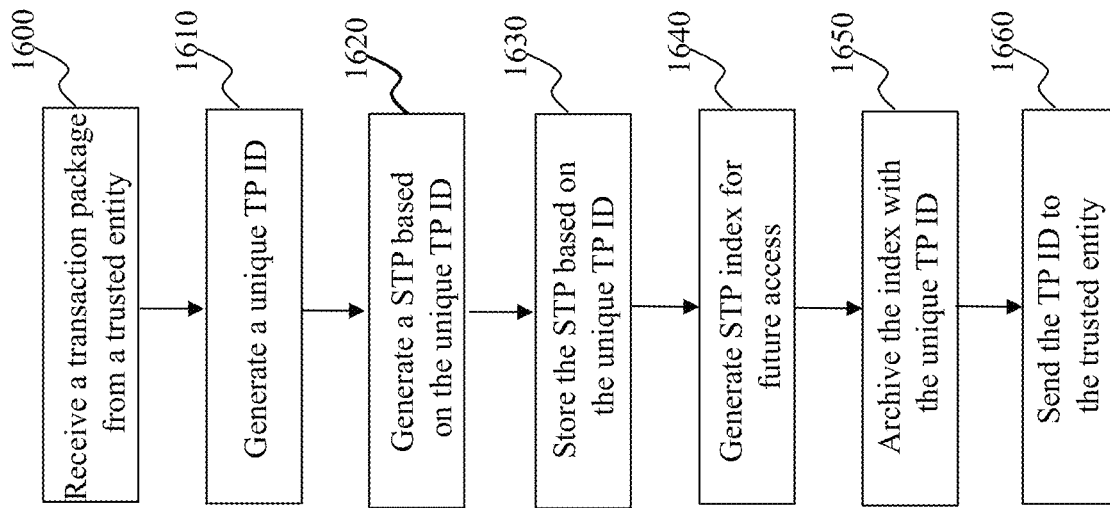 1600
Receive a transaction package
from a trusted entity
1610
Generate a unique TP ID
1620
Generate a STP based
on the unique TP ID
1630
Store the STP based on
the unique TP ID
1640
Generate STP index for
future access
1650
Archive the index with
the unique TP ID
1660
Send the TP ID to
the trusted entity